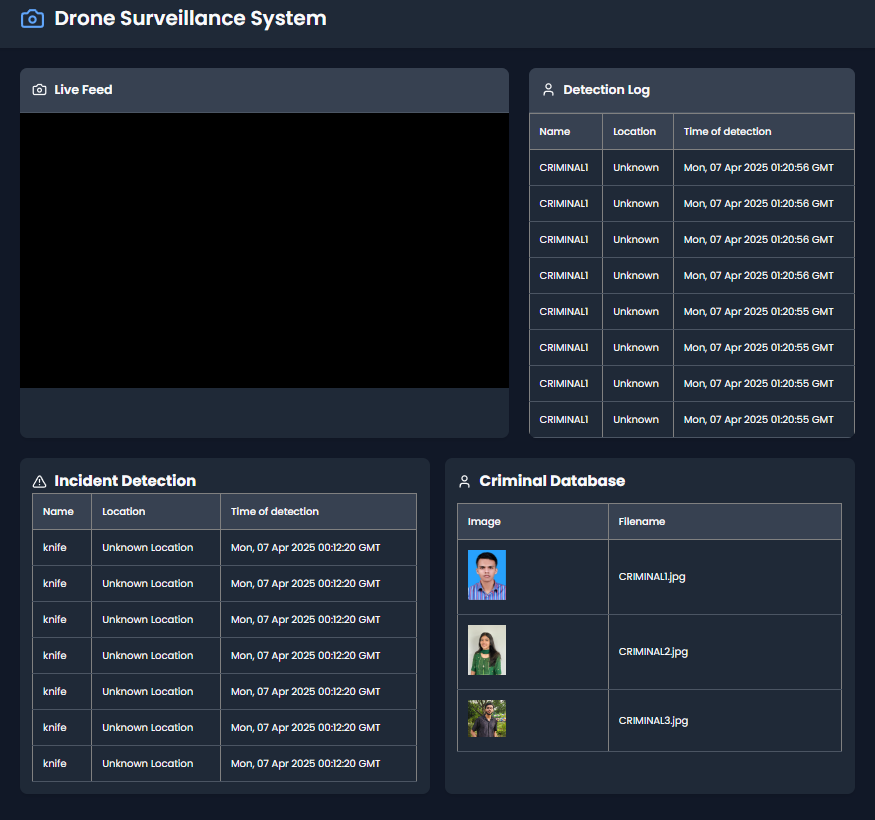 Drone Surveillance System
Live Feed
Detection Log
Name Location Time of detection
CRIMINAL1 Unknown Mon, 07 Apr 2025 01:20:56 GMT
CRIMINAL1 Unknown Mon, 07 Apr 2025 01:20:56 GMT
CRIMINAL1 Unknown Mon, 07 Apr 2025 01:20:56 GMT
CRIMINAL1 Unknown Mon, 07 Apr 2025 01:20:56 GMT
CRIMINAL1 Unknown Mon, 07 Apr 2025 01:20:55 GMT
CRIMINAL1 Unknown Mon, 07 Apr 2025 01:20:55 GMT
CRIMINAL1 Unknown Mon, 07 Apr 2025 01:20:55 GMT
CRIMINAL1 Unknown Mon, 07 Apr 2025 01:20:55 GMT
Incident Detection
Name Location Time of detection
knife Unknown Location Mon, 07 Apr 2025 00:12:20 GMT
knife Unknown Location Mon, 07 Apr 2025 00:12:20 GMT
knife Unknown Location Mon, 07 Apr 2025 00:12:20 GMT
knife Unknown Location Mon, 07 Apr 2025 00:12:20 GMT
knife Unknown Location Mon, 07 Apr 2025 00:12:20 GMT
knife Unknown Location Mon, 07 Apr 2025 00:12:20 GMT
knife Unknown Location Mon, 07 Apr 2025 00:12:20 GMT
Criminal Database
Image Filename
CRIMINAL1.jpg
CRIMINAL2.jpg
CRIMINAL3.jpg